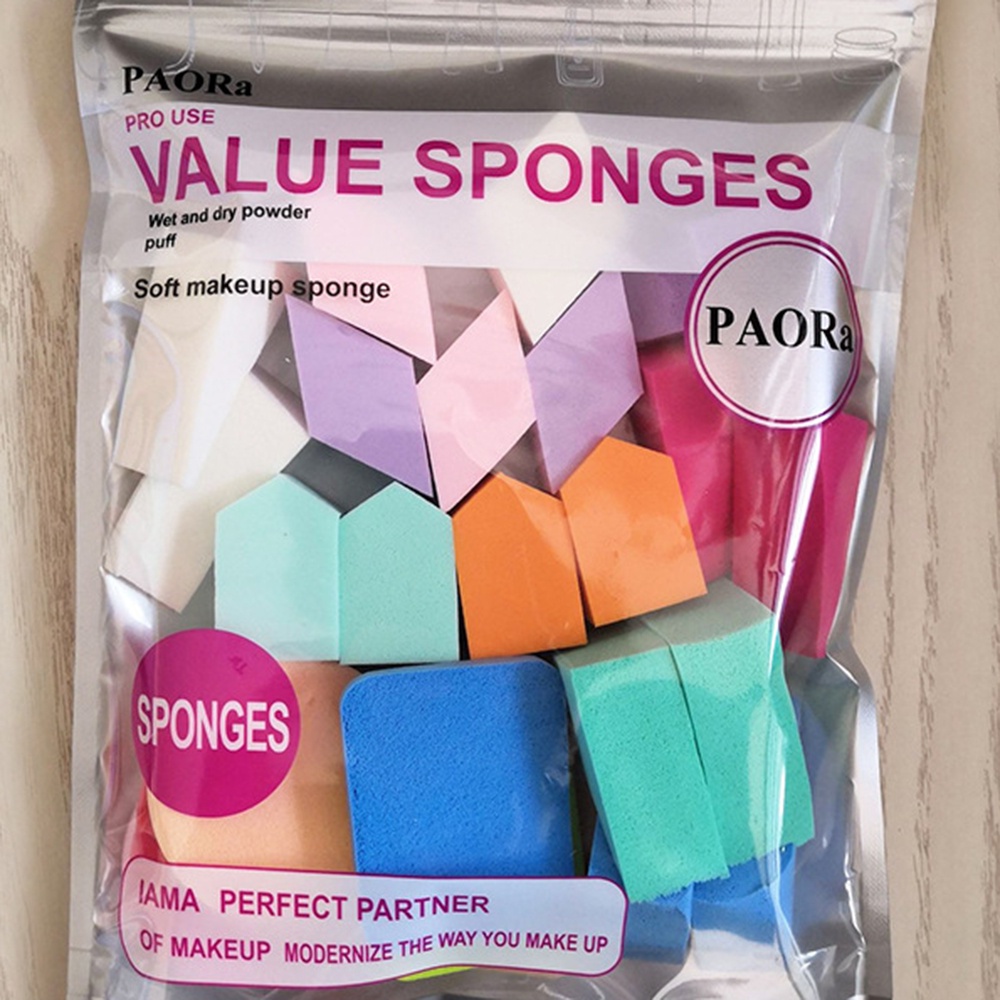 PAORa
PRO USE
VALUE SPONGES
Wet and dry powder
puff
Soft makeup sponge
PAORa
SPONGES
IAMA PERFECT PARTNER
OF MAKEUP MODERNIZE THE WAY YOU MAKE UP